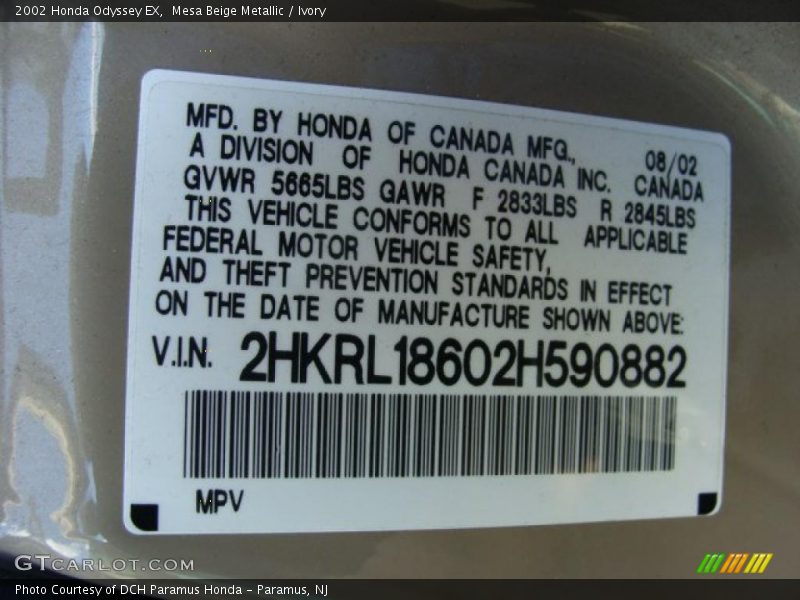 2002 Honda Odyssey EX, Mesa Beige Metallic / Ivory
MFD. BY HONDA OF CANADA MFG., 08/02
A DIVISION OF HONDA CANADA INC. CANADA
GVWR 5665LBS GAWR F 2833LBS R 2845LBS
THIS VEHICLE CONFORMS TO ALL APPLICABLE
FEDERAL MOTOR VEHICLE SAFETY,
AND THEFT PREVENTION STANDARDS IN EFFECT
ON THE DATE OF MANUFACTURE SHOWN ABOVE:
V.I.N. 2HKRL18602H590882
MPV
GTCARLOT.COM
Photo Courtesy of DCH Paramus Honda - Paramus, NJ